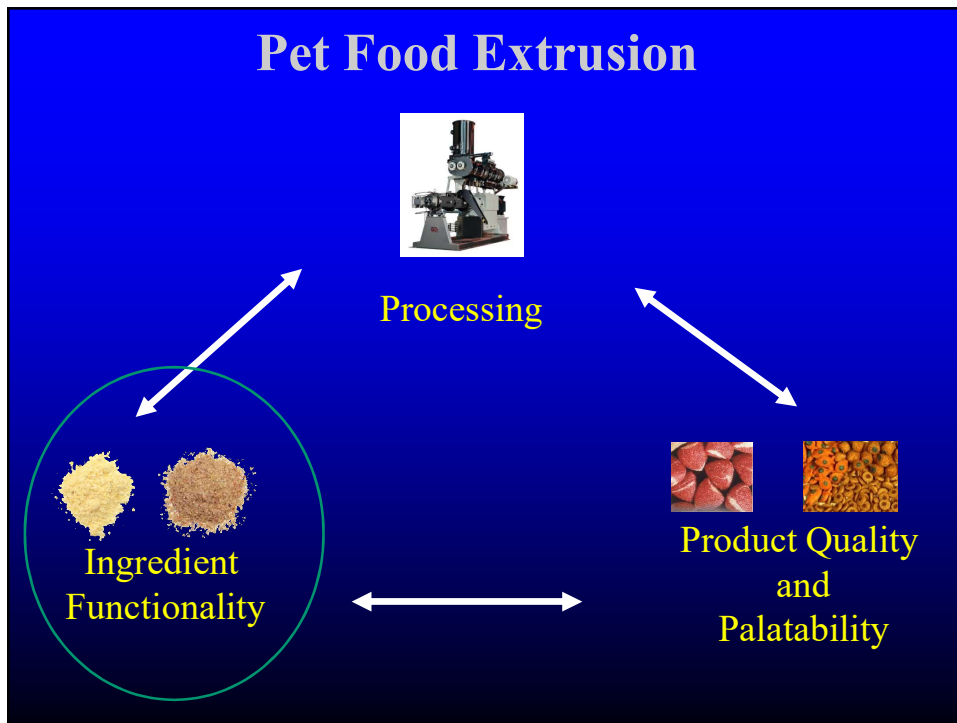 Pet Food Extrusion
Processing
Ingredient
Functionality
Product Quality
and
Palatability